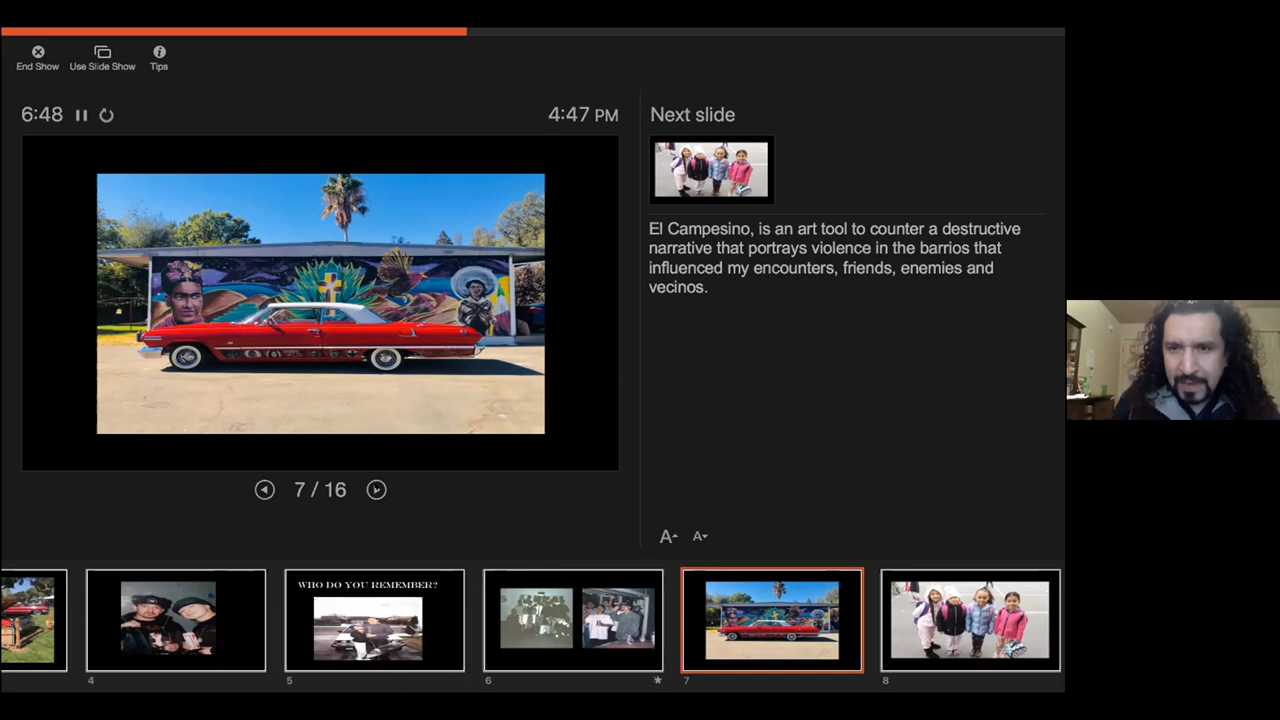 End Show
Use Slide Show
Tips
6:48
4:47 PM
Next slide
El Campesino, is an art tool to counter a destructive
narrative that portrays violence in the barrios that
influenced my encounters, friends, enemies and
vecinos.
7 / 16
A
A
WHO DO YOU REMEMBER?
4
5
6
7
8